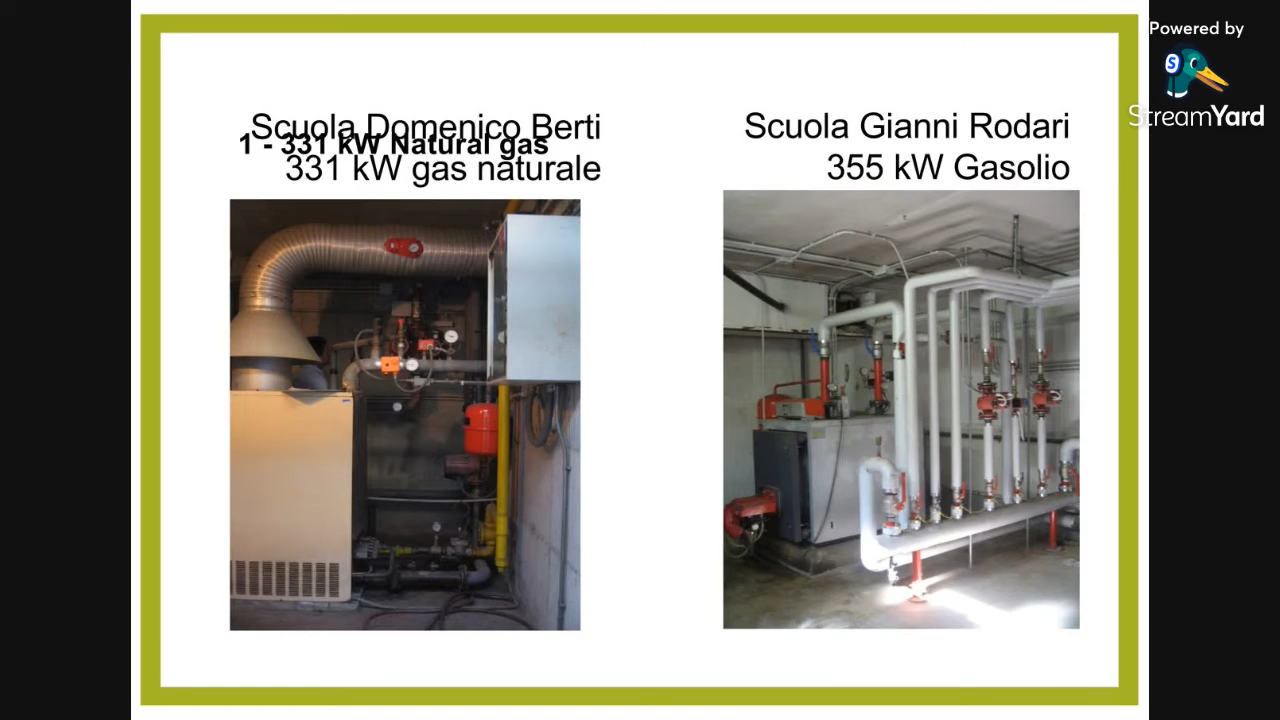 Scuola Domenico Berti
1 - 331 kW Natural gas
331 kW gas naturale
Scuola Gianni Rodari
355 kW Gasolio
Powered by
S
StreamYard